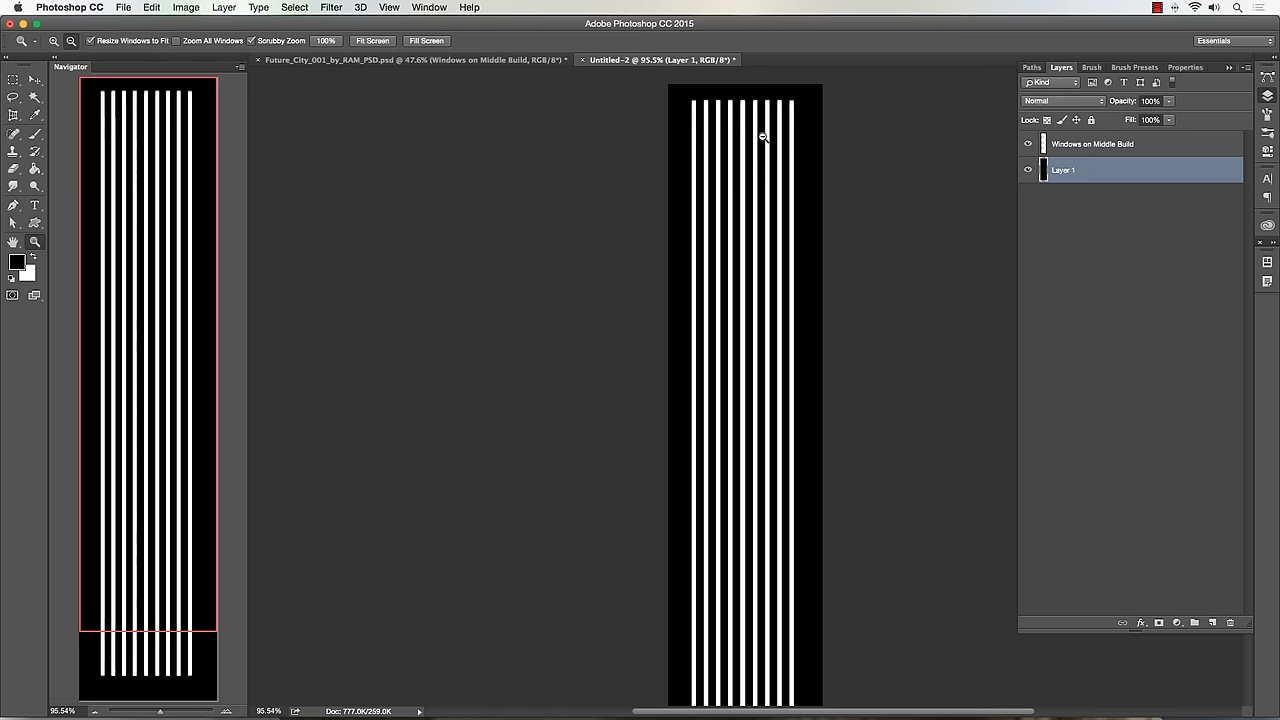 Photoshop CC File Edit Image Layer Type Select Filter 3D View Window Help
Adobe Photoshop CC 2015
Resize Windows to Fit Zoom All Windows Scrubby Zoom 100% Fit Screen Fill Screen Essentials
Navigator
Future_City_001_by_RAM_PSD.psd @ 47.6% (Windows on Middle Build, RGB/8*) *
Untitled-2 @ 95.5% (Layer 1, RGB/8*) *
Paths Layers Brush Brush Presets Properties
Kind
Normal Opacity: 100%
Lock: Fill: 100%
Windows on Middle Build
Layer 1
95.54%
95.54% Doc: 777.0K/259.0K